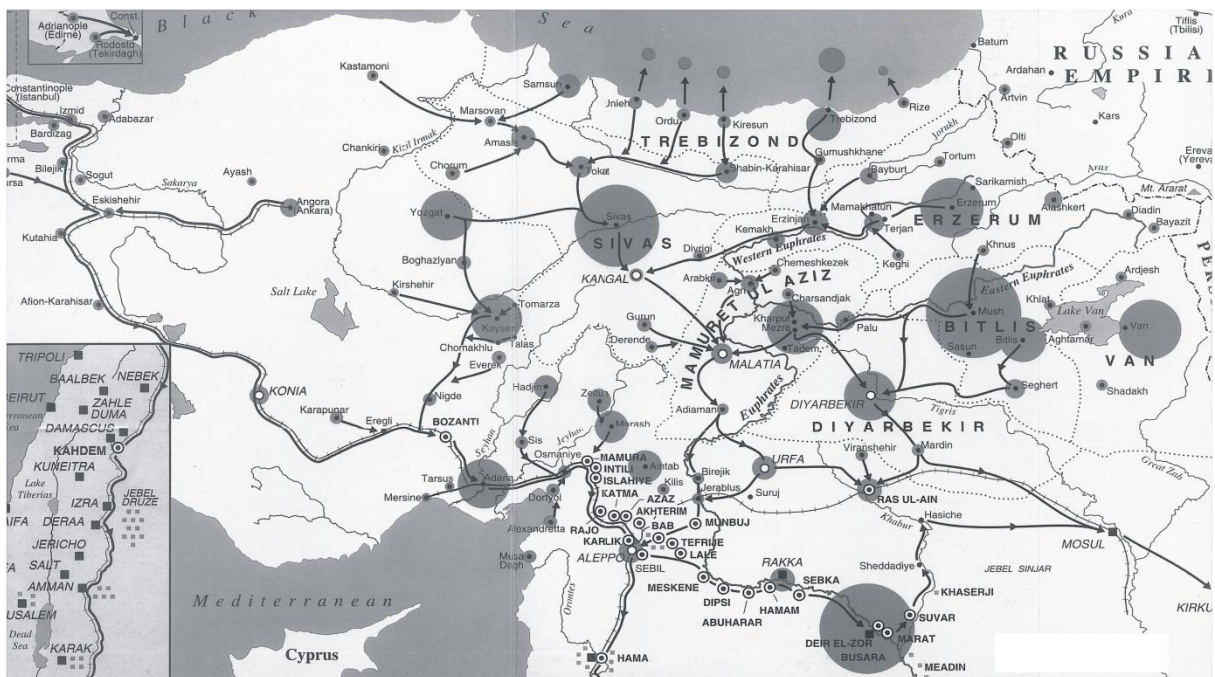 Const.
Adrianople
(Edirne)
Rodosto
(Tekirdagh)
Black
Sea
Tiflis
(Tbilisi)
Kura
Batum
RUSSIA
EMPIRE
Ardahan
Artvin
Kars
Olti
Constantinople
(Istanbul)
Izmid
Adabazar
Bardizag
Kastamoni
Samsun
Marsovan
Jnieh
Ordu
Kiresun
Trebizond
Rize
TREBIZOND
Jorukh
Chankiri
Kizil Irmak
Amasia
Chorum
Tokat
Shabin-Karahisar
Gumushkhane
Bayburt
Tortum
Arax
Bilejik
Sogut
Sakarya
Ayash
Eskishehir
Angora
(Ankara)
Yozgat
Sivas
SIVAS
Erzinjan
Mamakhatun
Terjan
Erzerum
ERZERUM
Sarikamish
Alashkert
Mt. Ararat
Diadin
Bayazit
Kutahia
Boghazlyan
Kemakh
Western Euphrates
Divrigi
Keghi
Khnus
KANGAL
Arabkir
Agn
Chemeshkezek
Charsandjak
Eastern Euphrates
Ardjesh
Afion-Karahisar
Salt Lake
Kirshehir
Tomarza
Kayseri
Talas
Chomakhlu
Everek
Gurun
Derende
MAMURET UL AZIZ
Kharput
Mezre
Palu
Mush
Khlat
Lake Van
BITLIS
Bitlis
Aghtamar
Van
VAN
Tadem
MALATIA
Sasun
Shadakh
KONIA
Hadjin
Zeitun
Adiaman
Euphrates
DIYARBEKIR
Seghert
Tigris
Karapunar
Eregli
Nigde
BOZANTI
Seyhan
Sis
Jeyhan
Marash
DIYARBEKIR
Great Zab
Osmaniye
MAMURA
INTILI
ISLAHIYE
Aintab
Birejik
URFA
Viranshehir
Mardin
Tarsus
Adana
Mersine
Dortyol
Kilis
Jerablus
Suruj
RAS UL-AIN
Alexandretta
KATMA
AZAZ
AKHTERIM
RAJO
BAB
MUNBUJ
Khabur
Hasiche
KARLIK
TEFRIJE
LALE
MOSUL
Musa
Dagh
ALEPPO
SEBIL
RAKKA
Sheddadiye
JEBEL SINJAR
MESKENE
SEBKA
DIPSI
HAMAM
ABUHARAR
KHASERJI
KIRKU
Orontes
SUVAR
DEIR EL-ZOR
MARAT
BUSARA
MEADIN
Mediterranean
Cyprus
HAMA
TRIPOLI
BAALBEK
NEBEK
BEIRUT
ZAHLE
DUMA
DAMASCUS
KAHDEM
KUNEITRA
Lake
Tiberias
IZRA
JEBEL
DRUZE
AIFA
DERAA
JERICHO
SALT
AMMAN
USALEM
Dead
Sea
KARAK